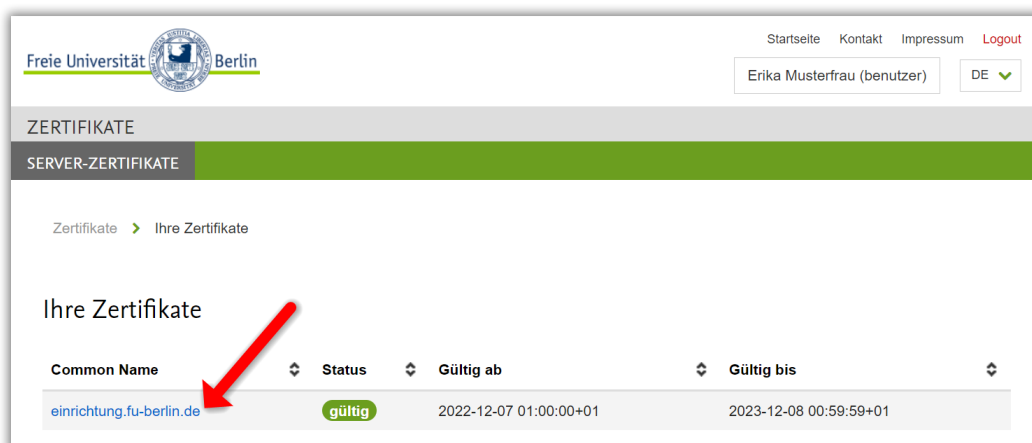 Startseite Kontakt Impressum Logout
Freie Universität Berlin
Erika Musterfrau (benutzer) DE
ZERTIFIKATE
SERVER-ZERTIFIKATE
Zertifikate Ihre Zertifikate
Ihre Zertifikate
Common Name Status Gültig ab Gültig bis
einrichtung.fu-berlin.de gültig 2022-12-07 01:00:00+01 2023-12-08 00:59:59+01